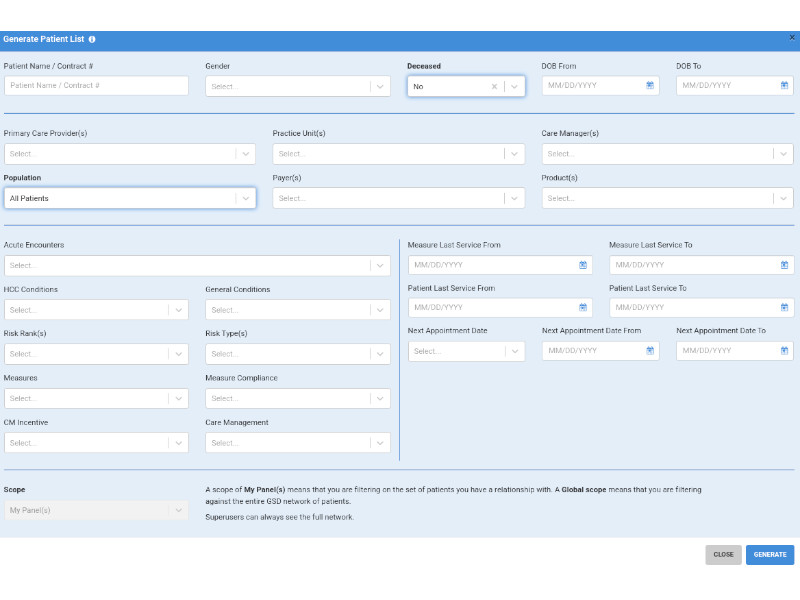 Generate Patient List
Patient Name / Contract #
Gender
Deceased
DOB From
DOB To
Patient Name / Contract #
Select...
No
MM/DD/YYYY
MM/DD/YYYY
Primary Care Provider(s)
Practice Unit(s)
Care Manager(s)
Select...
Select...
Select...
Population
Payer(s)
Product(s)
All Patients
Select...
Select...
Acute Encounters
Select...
HCC Conditions
General Conditions
Select...
Select...
Risk Rank(s)
Risk Type(s)
Select...
Select...
Measures
Measure Compliance
Select...
Select...
CM Incentive
Care Management
Select...
Select...
Measure Last Service From
Measure Last Service To
MM/DD/YYYY
MM/DD/YYYY
Patient Last Service From
Patient Last Service To
MM/DD/YYYY
MM/DD/YYYY
Next Appointment Date
Next Appointment Date From
Next Appointment Date To
Select...
MM/DD/YYYY
MM/DD/YYYY
Scope
My Panel(s)
A scope of My Panel(s) means that you are filtering on the set of patients you have a relationship with. A Global scope means that you are filtering
against the entire GSD network of patients.
Superusers can always see the full network.
CLOSE
GENERATE